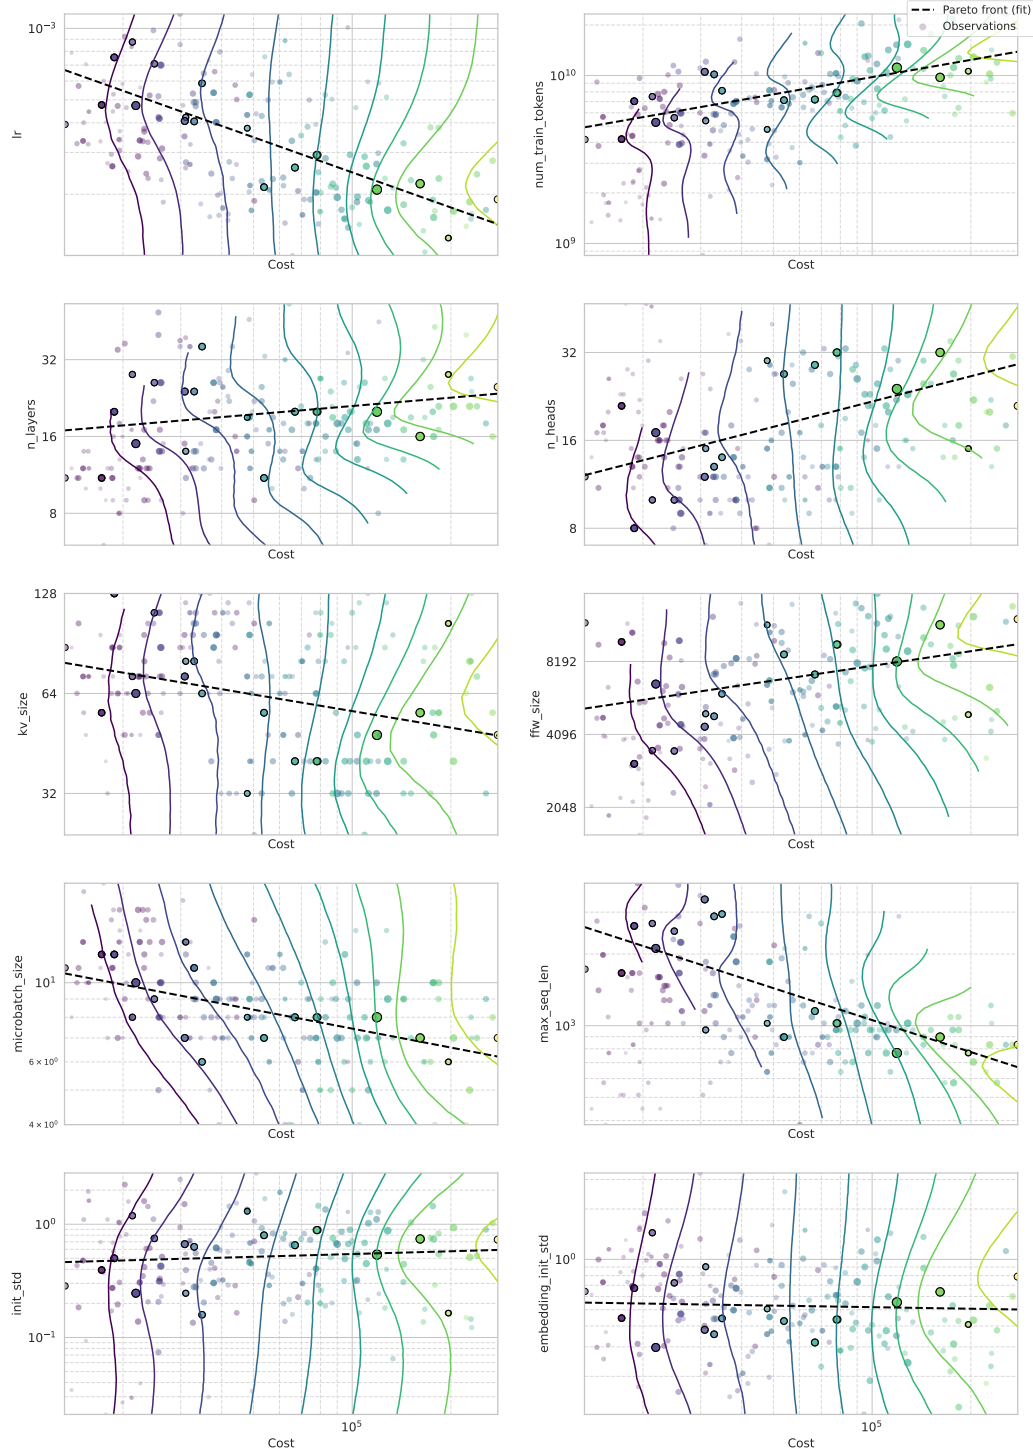 Pareto front (fit)
Observations
10⁻³
lr
Cost
10¹⁰
10⁹
num_train_tokens
Cost
32
16
8
n_layers
Cost
32
16
8
n_heads
Cost
128
64
32
kv_size
Cost
8192
4096
2048
ffw_size
Cost
10¹
6 × 10⁰
4 × 10⁰
microbatch_size
Cost
10³
max_seq_len
Cost
10⁰
10⁻¹
init_std
10⁵
Cost
10⁰
embedding_init_std
10⁵
Cost